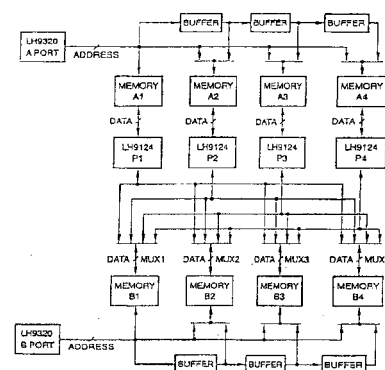 BUFFER BUFFER BUFFER
LH9320
A PORT
ADDRESS
MEMORY
A1
MEMORY
A2
MEMORY
A3
MEMORY
A4
DATA DATA DATA DATA
LH9124
P1
LH9124
P2
LH9124
P3
LH9124
P4
DATA MUX1 DATA MUX2 DATA MUX3 DATA MUX
MEMORY
B1
MEMORY
B2
MEMORY
B3
MEMORY
B4
LH9320
B PORT
ADDRESS
BUFFER BUFFER BUFFER